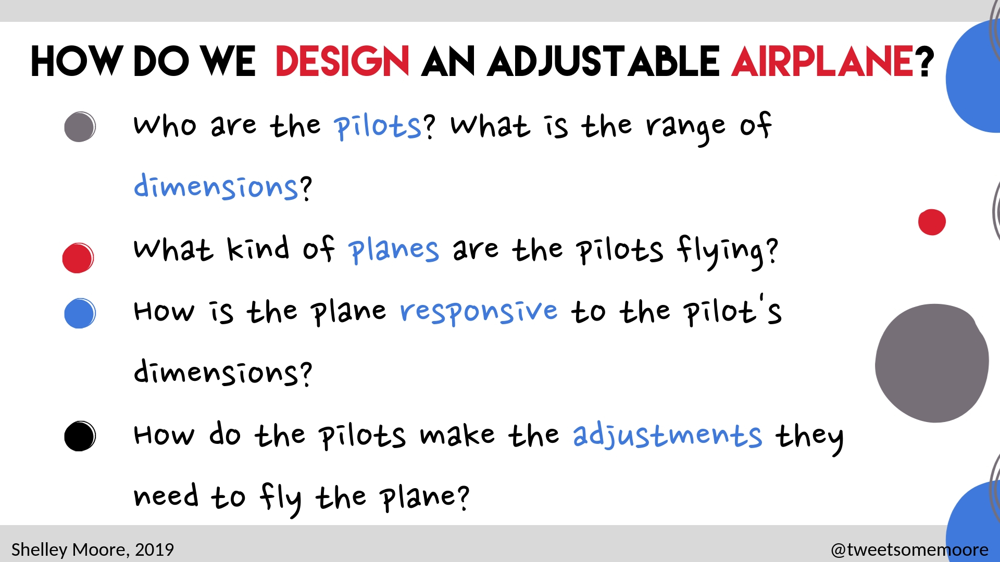 HOW DO WE DESIGN AN ADJUSTABLE AIRPLANE?
Who are the pilots? What is the range of
dimensions?
What kind of planes are the pilots flying?
How is the plane responsive to the pilot's
dimensions?
How do the pilots make the adjustments they
need to fly the plane?
Shelley Moore, 2019
@tweetsomemoore